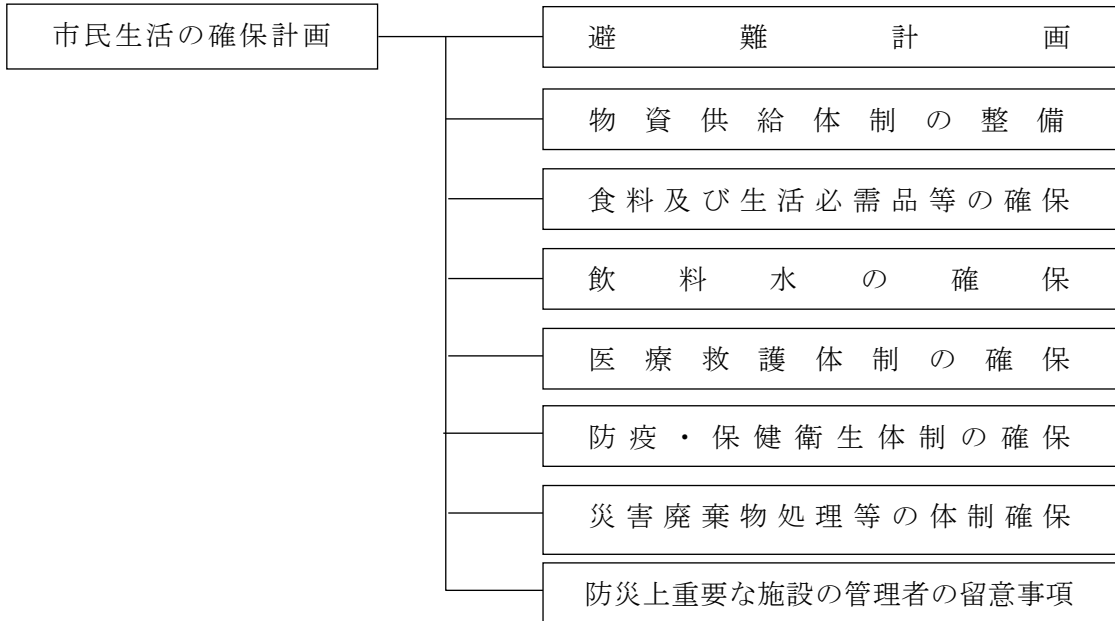 市民生活の確保計画
避難計画
物資供給体制の整備
食料及び生活必需品等の確保
飲料水の確保
医療救護体制の確保
防疫・保健衛生体制の確保
災害廃棄物処理等の体制確保
防災上重要な施設の管理者の留意事項